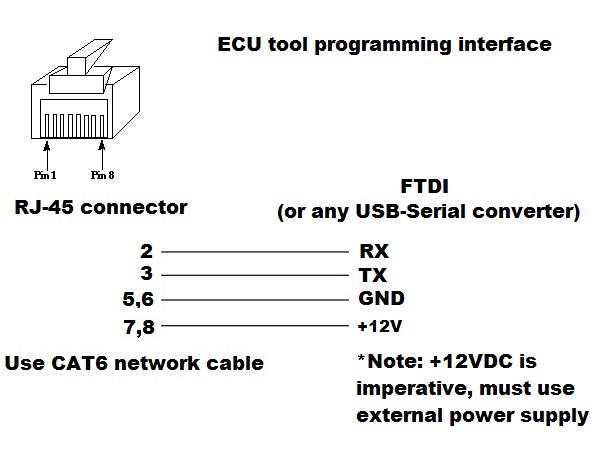 ECU tool programming interface
Pin 1 Pin 8
RJ-45 connector
FTDI
(or any USB-Serial converter)
2 RX
3 TX
5,6 GND
7,8 +12V
Use CAT6 network cable
*Note: +12VDC is
imperative, must use
external power supply